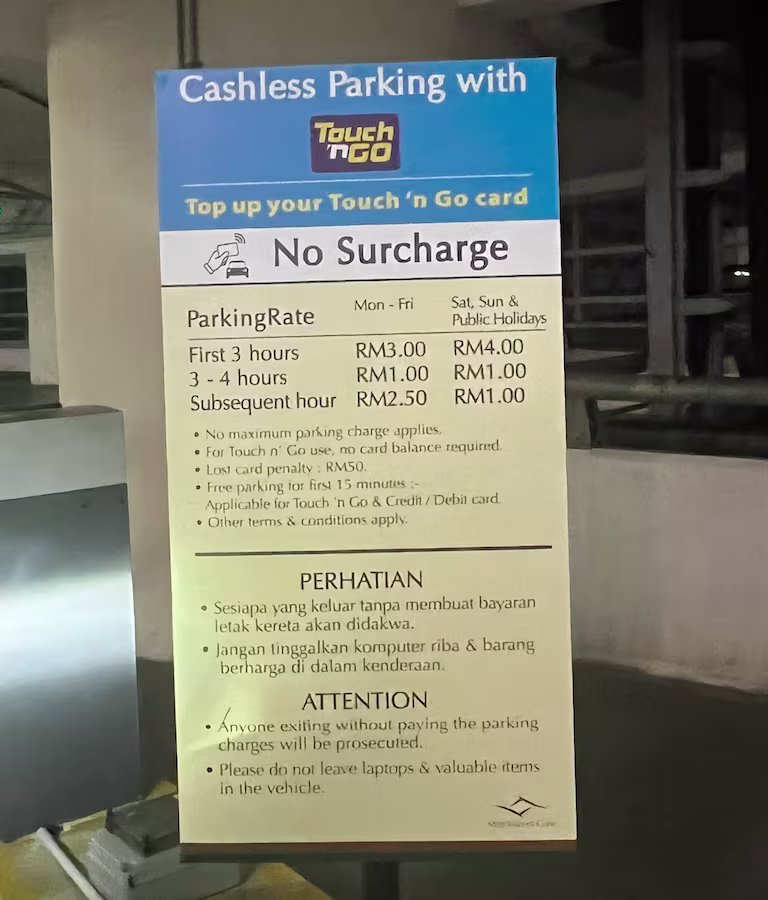 Cashless Parking with
Touch
'nGO
Top up your Touch 'n Go card
No Surcharge
ParkingRate Mon - Fri Sat, Sun & Public Holidays
First 3 hours RM3.00 RM4.00
3 - 4 hours RM1.00 RM1.00
Subsequent hour RM2.50 RM1.00
• No maximum parking charge applies.
• For Touch n' Go use, no card balance required.
• Lost card penalty : RM50.
• Free parking for first 15 minutes :-
Applicable for Touch 'n Go & Credit / Debit card.
• Other terms & conditions apply.
PERHATIAN
• Sesiapa yang keluar tanpa membuat bayaran
letak kereta akan didakwa.
• Jangan tinggalkan komputer riba & barang
berharga di dalam kenderaan.
ATTENTION
• Anyone exiting without paying the parking
charges will be prosecuted.
• Please do not leave laptops & valuable items
in the vehicle.